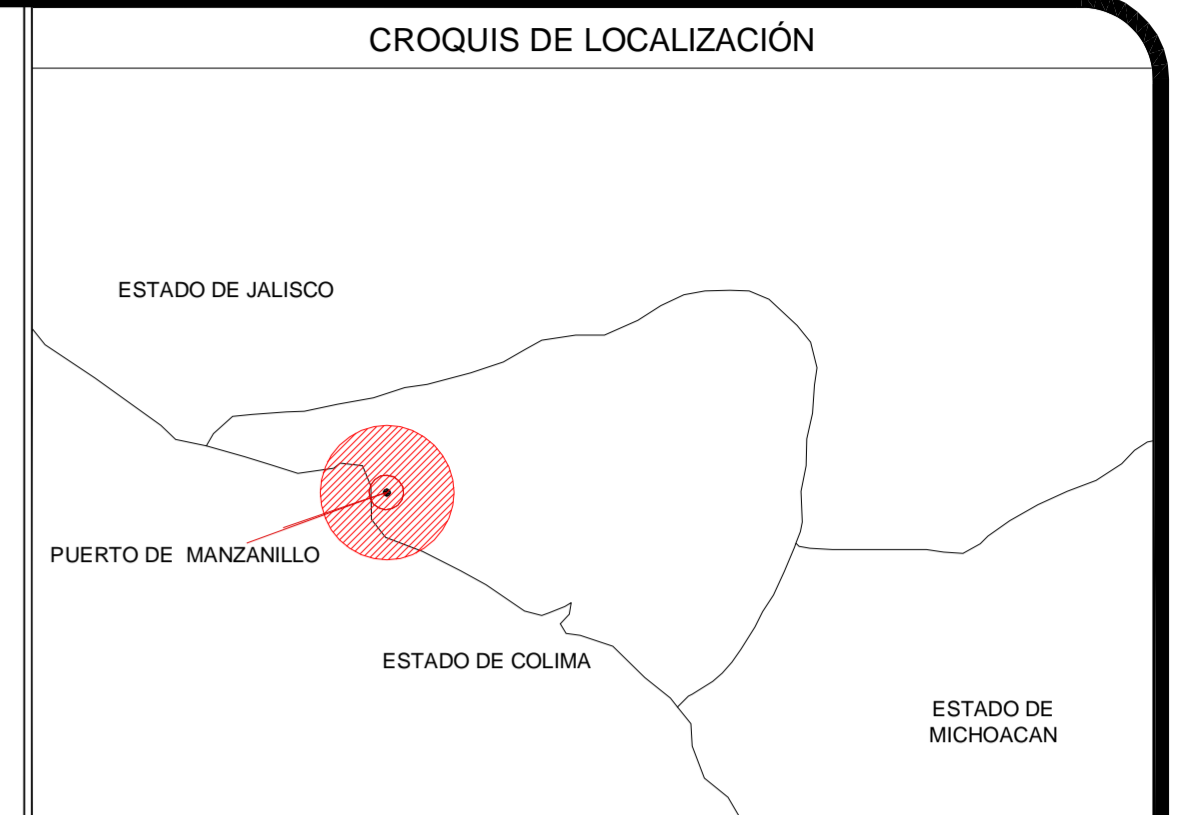 CROQUIS DE LOCALIZACIÓN
ESTADO DE JALISCO
PUERTO DE MANZANILLO
ESTADO DE COLIMA
ESTADO DE
MICHOACAN